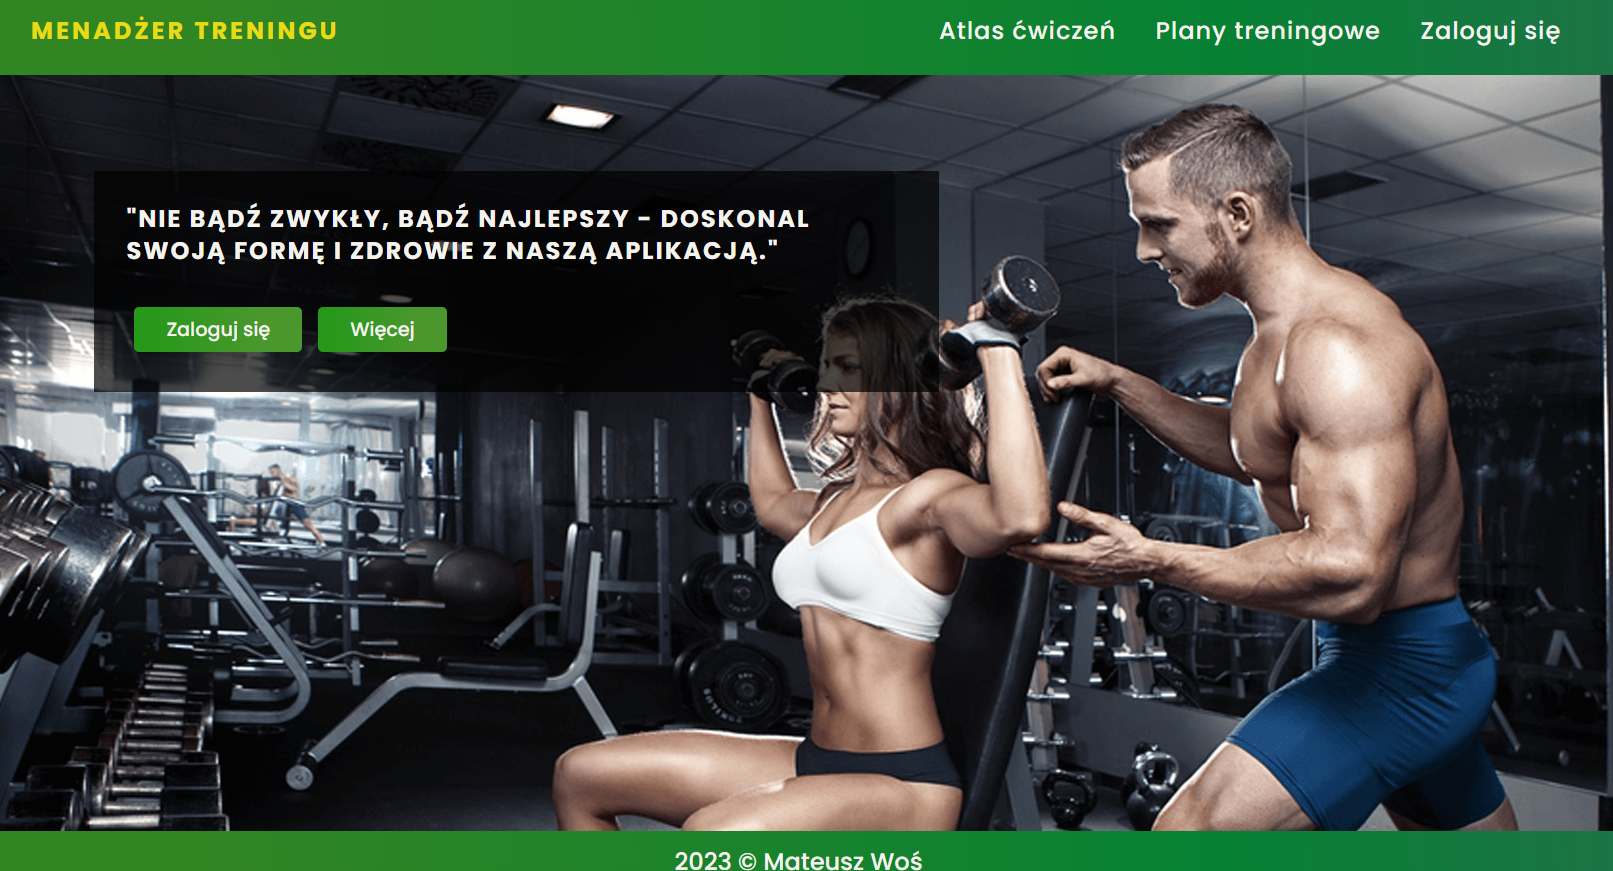 MENADŻER TRENINGU
Atlas ćwiczeń
Plany treningowe
Zaloguj się
"NIE BĄDŹ ZWYKŁY, BĄDŹ NAJLEPSZY - DOSKONAL
SWOJĄ FORMĘ I ZDROWIE Z NASZĄ APLIKACJĄ."
Zaloguj się
Więcej
2023 © Mateusz Woś